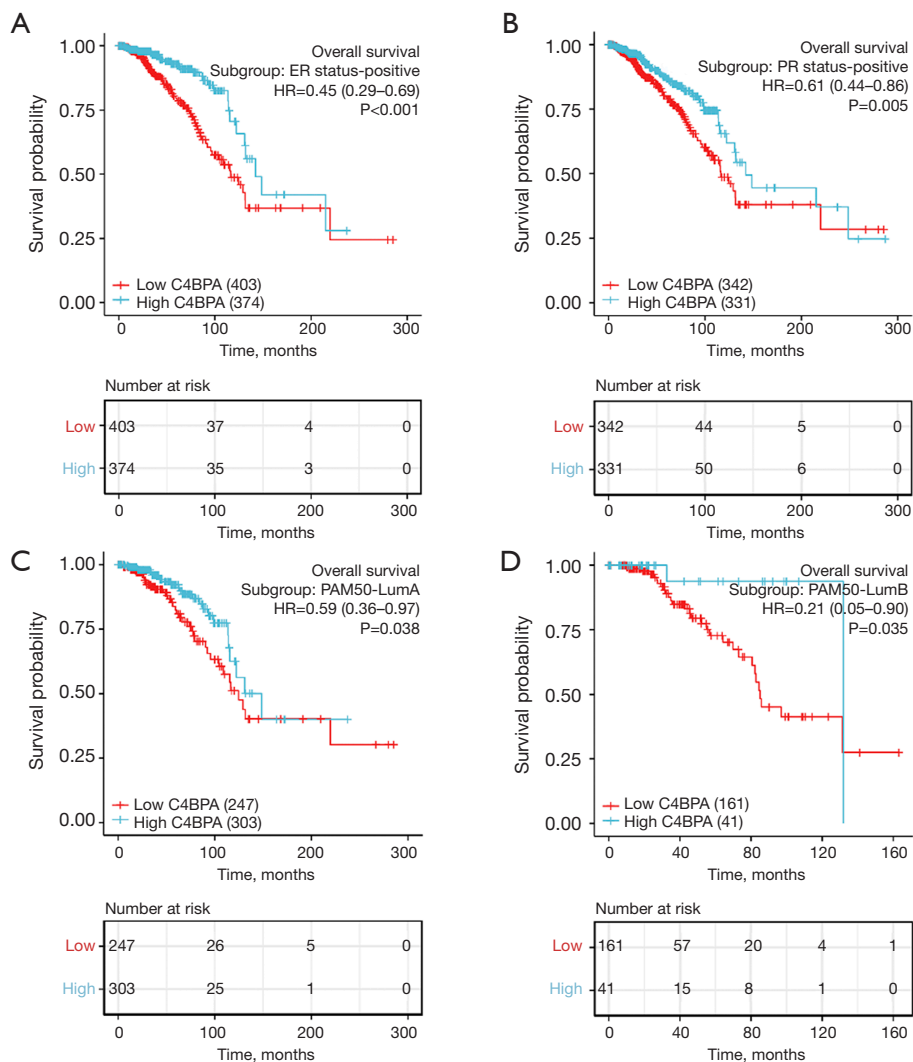 A
Overall survival
Subgroup: ER status-positive
HR=0.45 (0.29–0.69)
P<0.001
Survival probability
1.00
0.75
0.50
0.25
0.00
Low C4BPA (403)
High C4BPA (374)
0 100 200 300
Time, months
Number at risk
Low 403 37 4 0
High 374 35 3 0
0 100 200 300
Time, months
B
Overall survival
Subgroup: PR status-positive
HR=0.61 (0.44–0.86)
P=0.005
Survival probability
1.00
0.75
0.50
0.25
0.00
Low C4BPA (342)
High C4BPA (331)
0 100 200 300
Time, months
Number at risk
Low 342 44 5 0
High 331 50 6 0
0 100 200 300
Time, months
C
Overall survival
Subgroup: PAM50-LumA
HR=0.59 (0.36–0.97)
P=0.038
Survival probability
1.00
0.75
0.50
0.25
0.00
Low C4BPA (247)
High C4BPA (303)
0 100 200 300
Time, months
Number at risk
Low 247 26 5 0
High 303 25 1 0
0 100 200 300
Time, months
D
Overall survival
Subgroup: PAM50-LumB
HR=0.21 (0.05–0.90)
P=0.035
Survival probability
1.00
0.75
0.50
0.25
0.00
Low C4BPA (161)
High C4BPA (41)
0 40 80 120 160
Time, months
Number at risk
Low 161 57 20 4 1
High 41 15 8 1 0
0 40 80 120 160
Time, months